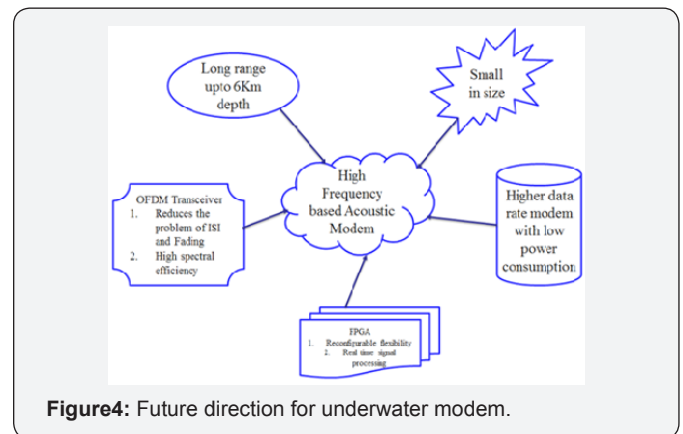 Long range
upto 6Km
depth
Small
in size
High
Frequency
based Acoustic
Modem
OFDM Transceiver
1. Reduces the
problem of ISI
and Fading
2. High spectral
efficiency
Higher data
rate modem
with low
power
consumption
FPGA
1. Reconfigurable flexibility
2. Real time signal
processing
Figure4: Future direction for underwater modem.